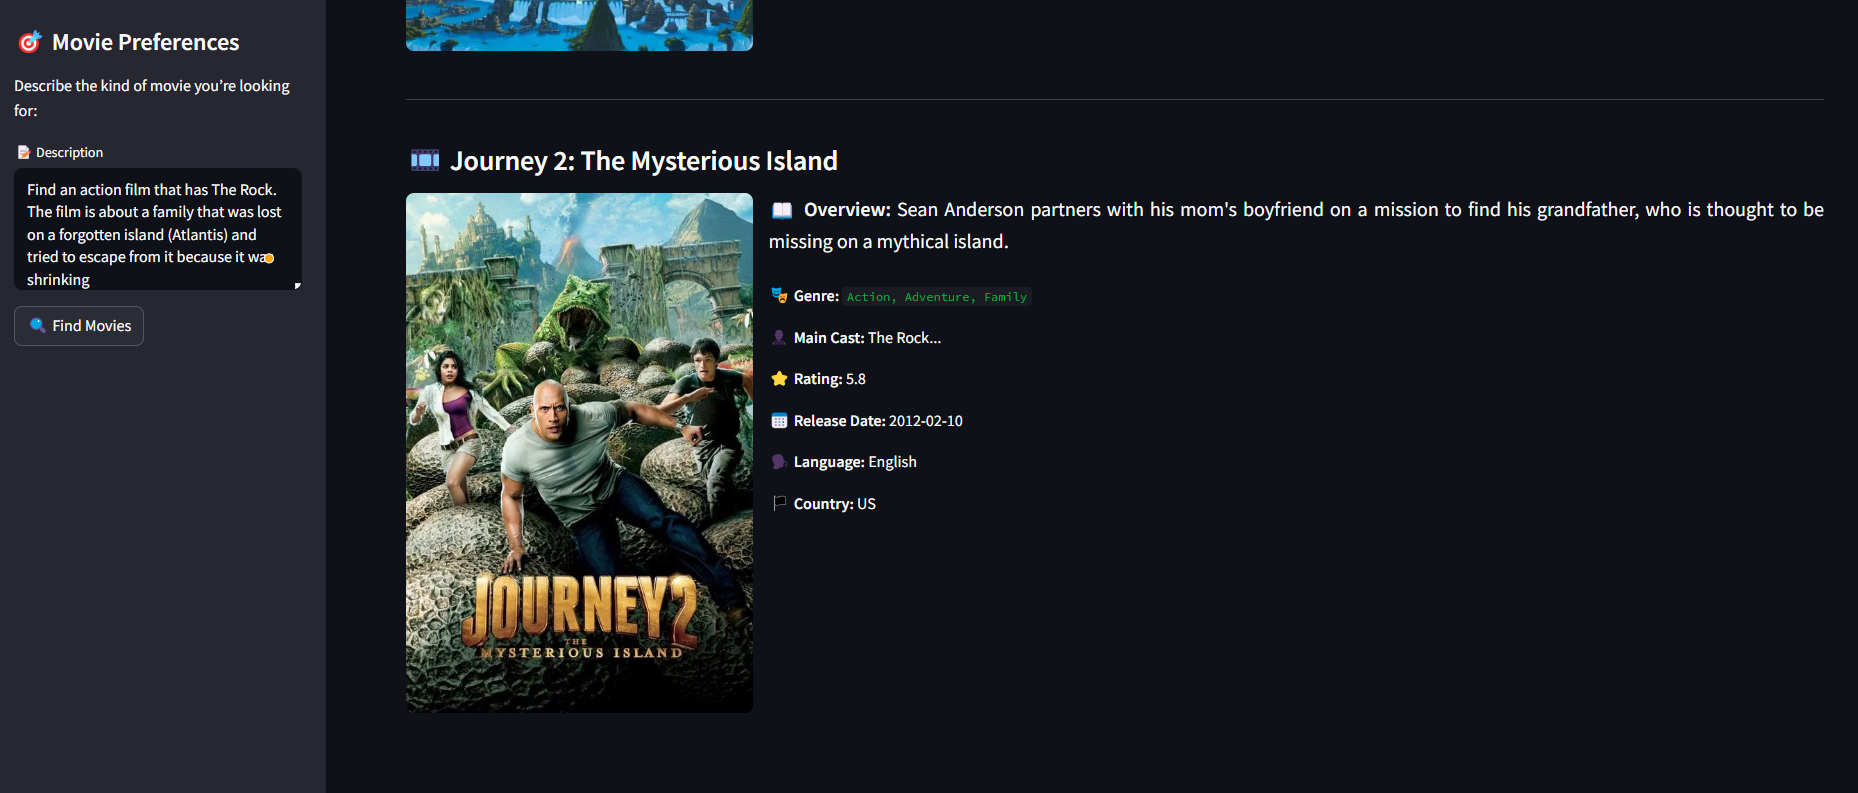 Movie Preferences
Describe the kind of movie you’re looking
for:
Description
Find an action film that has The Rock.
The film is about a family that was lost
on a forgotten island (Atlantis) and
tried to escape from it because it was
shrinking
Find Movies
Journey 2: The Mysterious Island
Overview: Sean Anderson partners with his mom's boyfriend on a mission to find his grandfather, who is thought to be
missing on a mythical island.
Genre: Action, Adventure, Family
Main Cast: The Rock...
Rating: 5.8
Release Date: 2012-02-10
Language: English
Country: US
JOURNEY 2
THE
MYSTERIOUS ISLAND